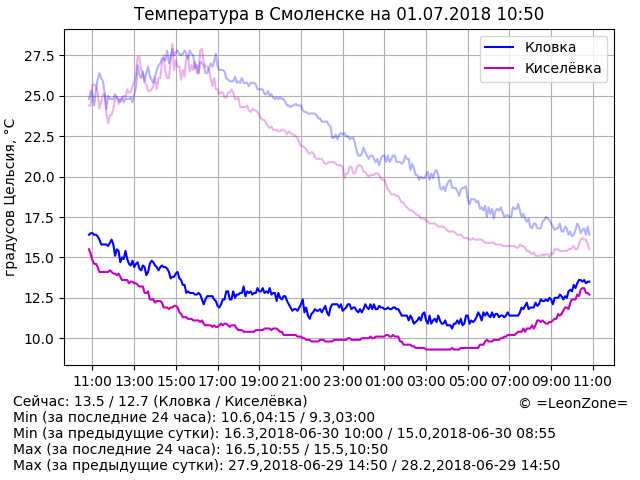 Температура в Смоленске на 01.07.2018 10:50
градусов Цельсия, °C
27.5
25.0
22.5
20.0
17.5
15.0
12.5
10.0
Кловка
Киселёвка
11:00 13:00 15:00 17:00 19:00 21:00 23:00 01:00 03:00 05:00 07:00 09:00 11:00
Сейчас: 13.5 / 12.7 (Кловка / Киселёвка)
© =LeonZone=
Min (за последние 24 часа): 10.6,04:15 / 9.3,03:00
Min (за предыдущие сутки): 16.3,2018-06-30 10:00 / 15.0,2018-06-30 08:55
Max (за последние 24 часа): 16.5,10:55 / 15.5,10:50
Max (за предыдущие сутки): 27.9,2018-06-29 14:50 / 28.2,2018-06-29 14:50